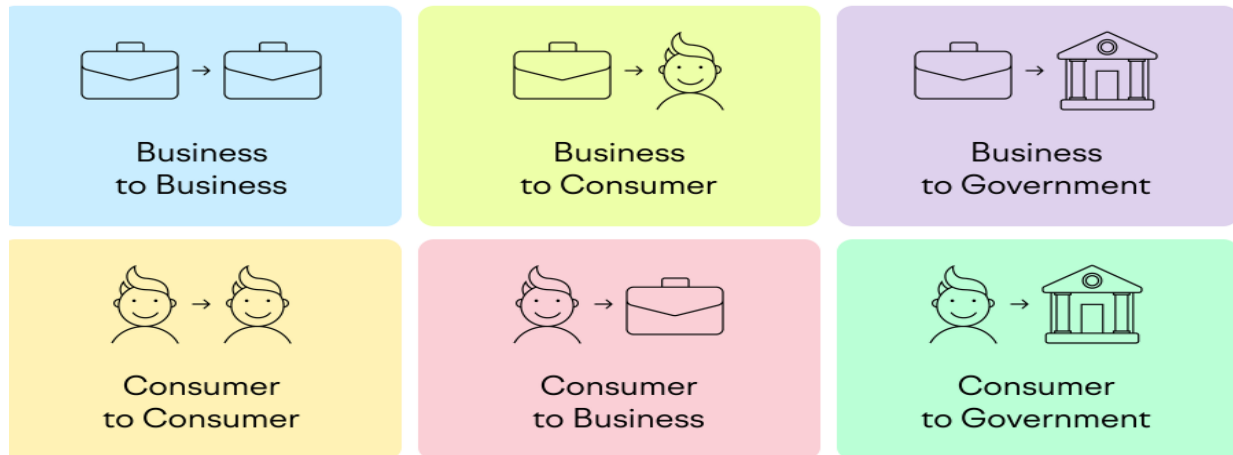 Business
to Business
Business
to Consumer
Business
to Government
Consumer
to Consumer
Consumer
to Business
Consumer
to Government